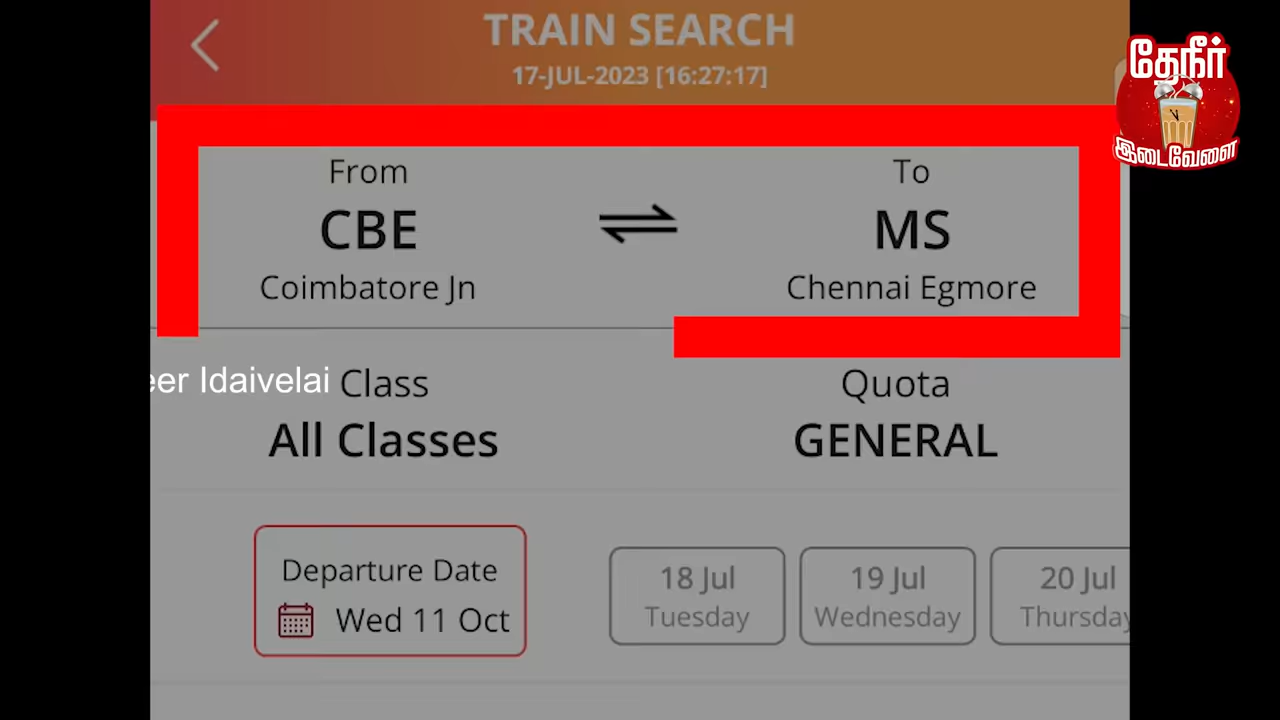 TRAIN SEARCH
17-JUL-2023 [16:27:17]
தேநீர்
இடைவேளை
From
To
CBE
MS
Coimbatore Jn
Chennai Egmore
eer Idaivelai
Class
Quota
All Classes
GENERAL
Departure Date
Wed 11 Oct
18 Jul
19 Jul
20 Jul
Tuesday
Wednesday
Thursday